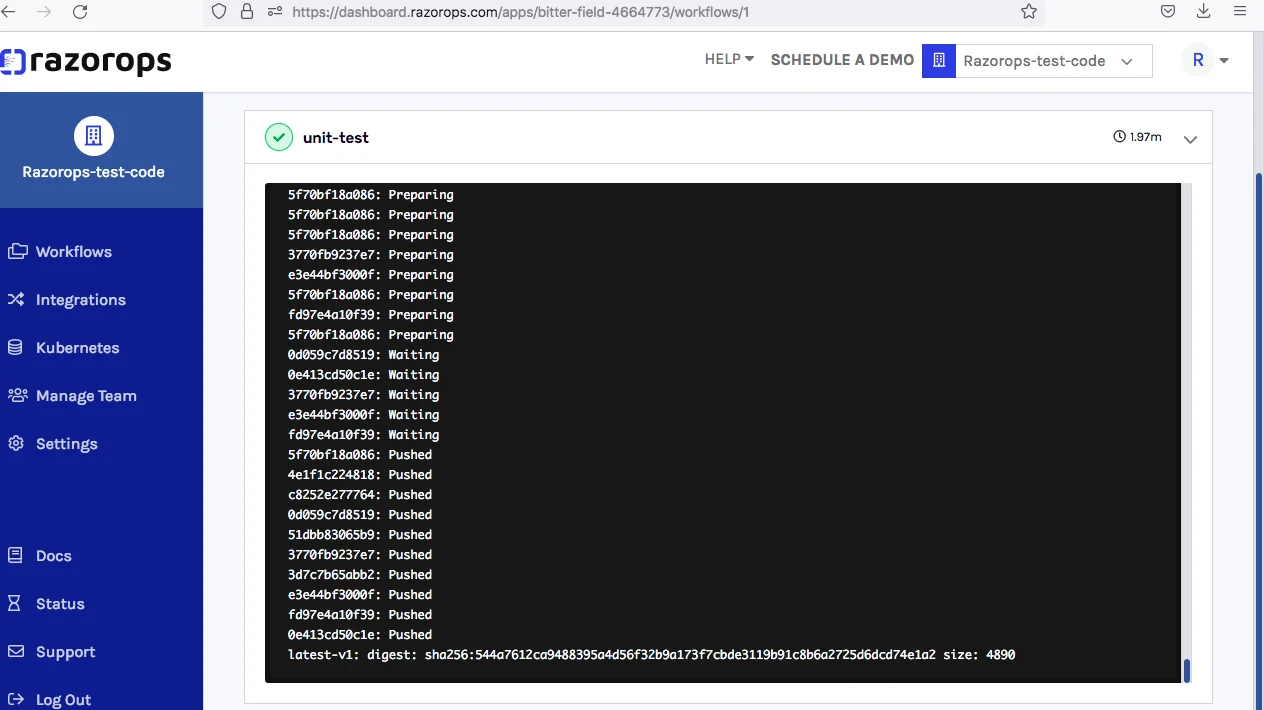 https://dashboard.razorops.com/apps/bitter-field-4664773/workflows/1
razorops
HELP
SCHEDULE A DEMO
Razorops-test-code
R
Razorops-test-code
Workflows
Integrations
Kubernetes
Manage Team
Settings
Docs
Status
Support
Log Out
unit-test
1.97m
5f70bf18a086: Preparing
5f70bf18a086: Preparing
5f70bf18a086: Preparing
3770fb9237e7: Preparing
e3e44bf3000f: Preparing
5f70bf18a086: Preparing
fd97e4a10f39: Preparing
5f70bf18a086: Preparing
0d059c7d8519: Waiting
0e413cd50c1e: Waiting
3770fb9237e7: Waiting
e3e44bf3000f: Waiting
fd97e4a10f39: Waiting
5f70bf18a086: Pushed
4e1f1c224818: Pushed
c8252e277764: Pushed
0d059c7d8519: Pushed
51dbb83065b9: Pushed
3770fb9237e7: Pushed
3d7c7b65abb2: Pushed
e3e44bf3000f: Pushed
fd97e4a10f39: Pushed
0e413cd50c1e: Pushed
latest-v1: digest: sha256:544a7612ca9488395a4d56f32b9a173f7cbde3119b91c8b6a2725d6dcd74e1a2 size: 4890